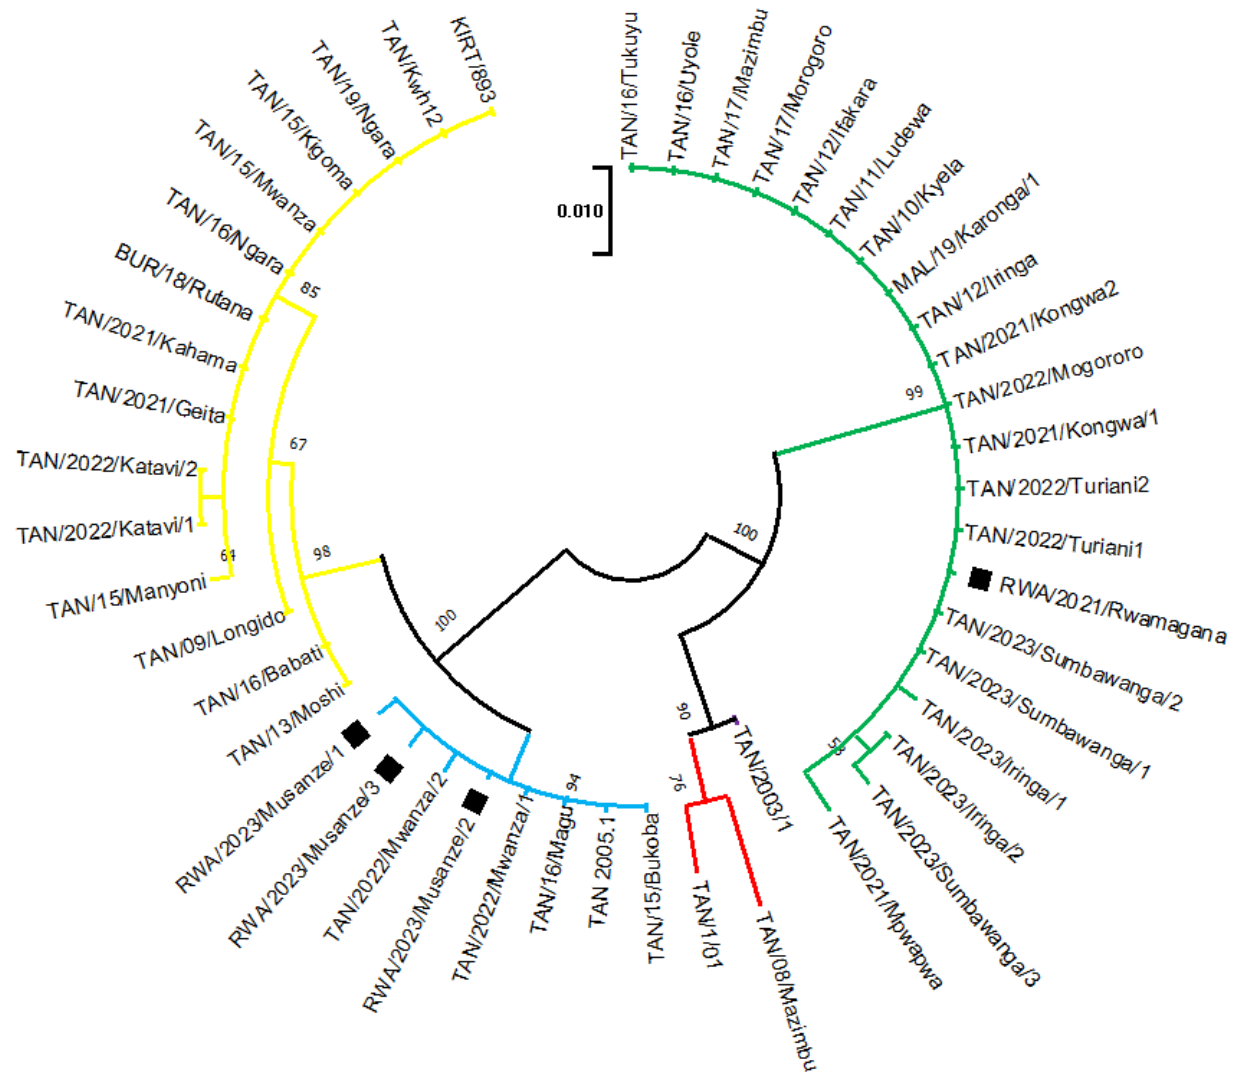 KIRT/893
TAN/Kwh12
TAN/19/Ngara
TAN/15/Kigoma
TAN/15/Mwanza
TAN/16/Ngara
BUR/18/Rutana
TAN/2021/Kahama
TAN/2021/Geita
TAN/2022/Katavi/2
TAN/2022/Katavi/1
TAN/15/Manyoni
TAN/09/Longido
TAN/16/Babati
TAN/13/Moshi
RWA/2023/Musanze/1
RWA/2023/Musanze/3
TAN/2022/Mwanza/2
RWA/2023/Musanze/2
TAN/2022/Mwanza/1
TAN/16/Magu
TAN 2005.1
TAN/15/Bukoba
TAN/1/01
TAN/08/Mazimbu
TAN/2003/1
TAN/2021/Mpwapwa
TAN/2023/Sumbawanga/3
TAN/2023/Iringa/2
TAN/2023/Iringa/1
TAN/2023/Sumbawanga/1
TAN/2023/Sumbawanga/2
RWA/2021/Rwamagana
TAN/2022/Turiani1
TAN/2022/Turiani2
TAN/2021/Kongwa/1
TAN/2022/Mogororo
TAN/2021/Kongwa2
TAN/12/Iringa
MAL/19/Karonga/1
TAN/10/Kyela
TAN/11/Ludewa
TAN/12/Ifakara
TAN/17/Morogoro
TAN/17/Mazimbu
TAN/16/Uyole
TAN/16/Tukuyu
0.010
85
67
98
64
100
94
76
90
100
99
53